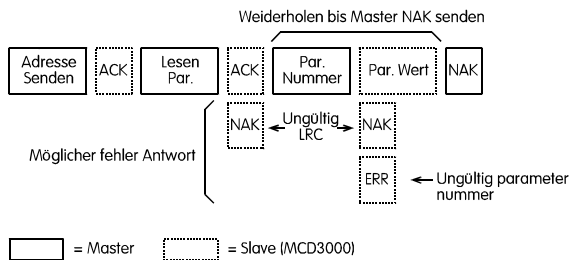 Weiderholen bis Master NAK senden
Adresse Senden
ACK
Lesen Par.
ACK
Par. Nummer
Par. Wert
NAK
NAK
Ungültig LRC
NAK
Möglicher fehler Antwort
ERR
Ungültig parameter nummer
= Master
= Slave (MCD3000)